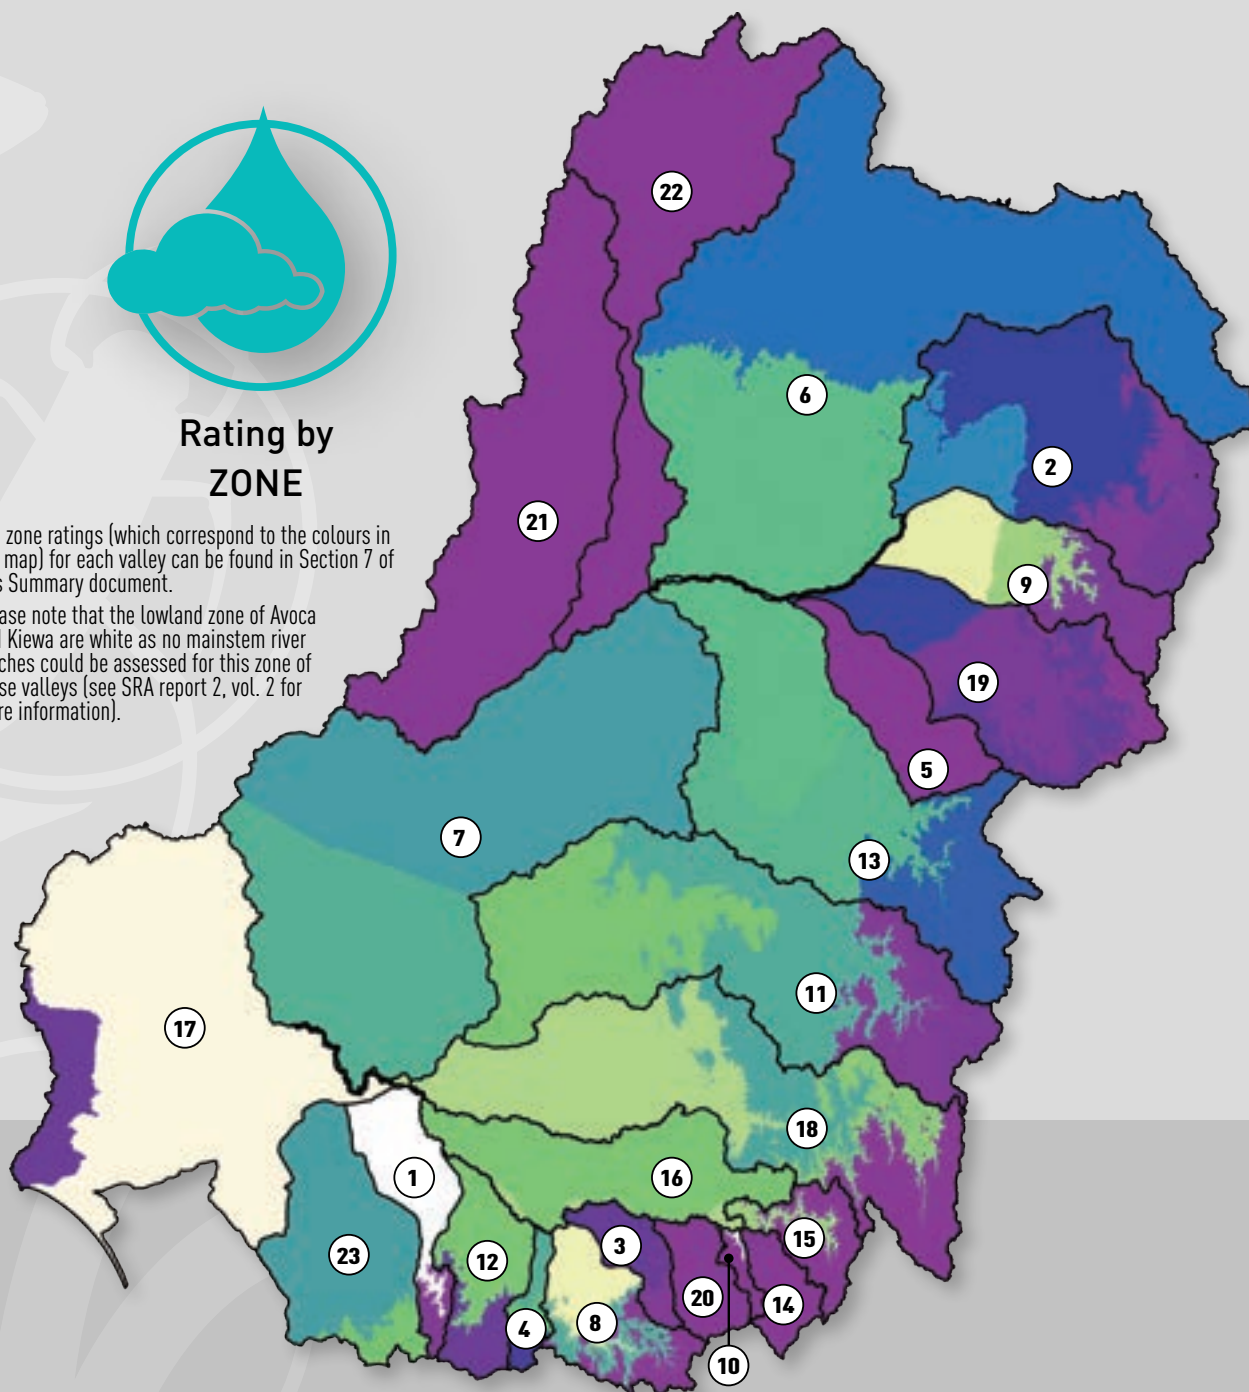 Rating by
ZONE
zone ratings (which correspond to the colours in
map) for each valley can be found in Section 7 of
s Summary document.
ase note that the lowland zone of Avoca
Kiewa are white as no mainstem river
ches could be assessed for this zone of
se valleys (see SRA report 2, vol. 2 for
re information).
22
6
2
21
9
19
5
7
13
11
17
18
1
16
15
3
23
12
20
14
8
4
10